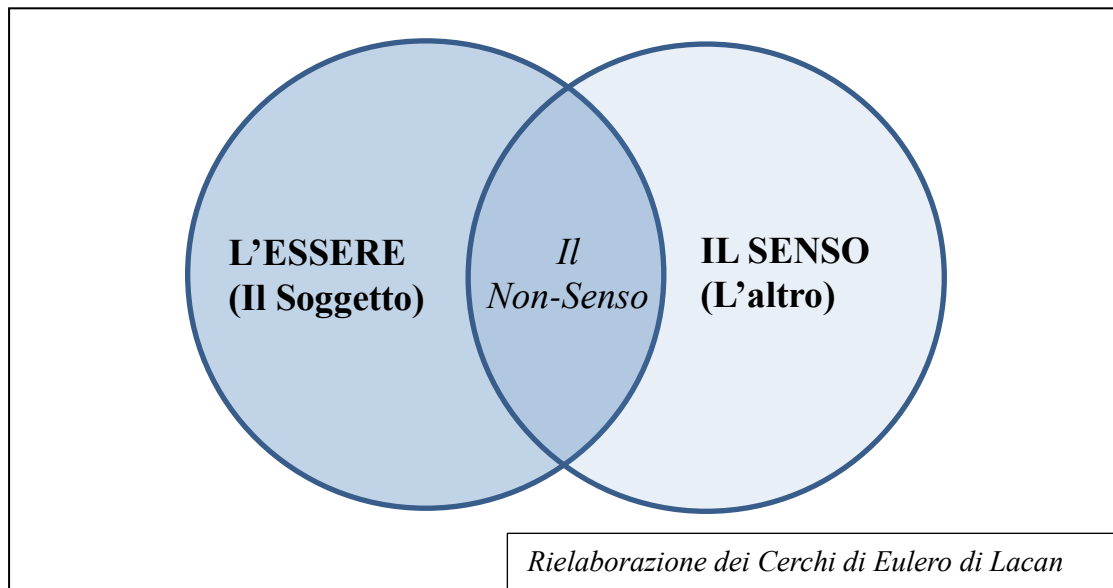 L’ESSERE
(Il Soggetto)
Il
Non-Senso
IL SENSO
(L’altro)
Rielaborazione dei Cerchi di Eulero di Lacan